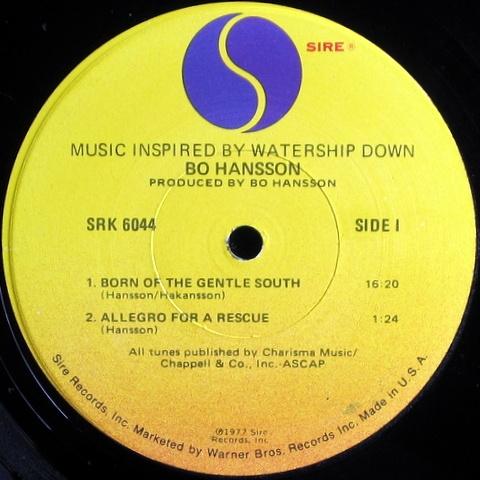 SIRE ®
MUSIC INSPIRED BY WATERSHIP DOWN
BO HANSSON
PRODUCED BY BO HANSSON
SRK 6044
SIDE I
1. BORN OF THE GENTLE SOUTH 16:20
(Hansson/Hakansson)
2. ALLEGRO FOR A RESCUE 1:24
(Hansson)
All tunes published by Charisma Music/
Chappell & Co., Inc.-ASCAP
℗1977 Sire
Records, Inc.
Sire Records, Inc. Marketed by Warner Bros. Records Inc. Made in U.S.A.